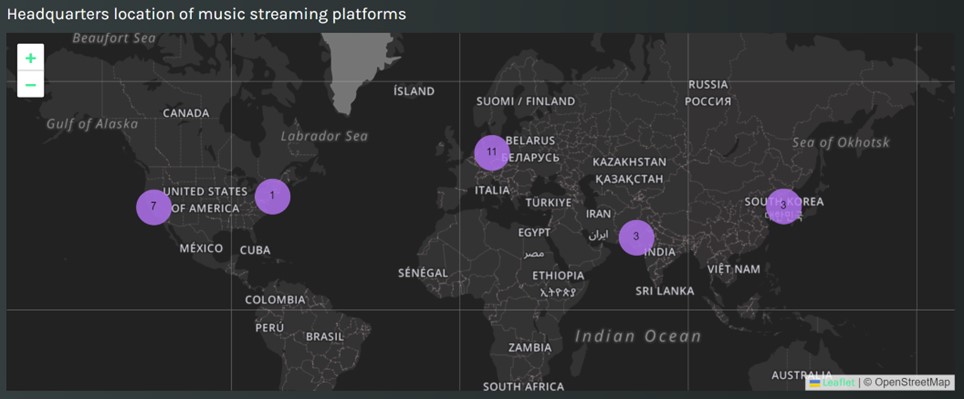 Headquarters location of music streaming platforms
Beaufort Sea
+
−
ÍSLAND
RUSSIA
РОССИЯ
SUOMI / FINLAND
CANADA
Gulf of Alaska
Labrador Sea
BELARUS
БЕЛАРУСЬ
Sea of Okhotsk
11
KAZAKHSTAN
ҚАЗАҚСТАН
UNITED STATES
OF AMERICA
7
1
ITALIA
TÜRKIYE
SOUTH KOREA
IRAN
ایران
3
INDIA
MÉXICO
CUBA
EGYPT
مصر
SÉNÉGAL
ETHIOPIA
ኢትዮጵያ
VIỆT NAM
SRI LANKA
COLOMBIA
PERÚ
BRASIL
Indian Ocean
ZAMBIA
SOUTH AFRICA
AUSTRALIA
Leaflet | © OpenStreetMap